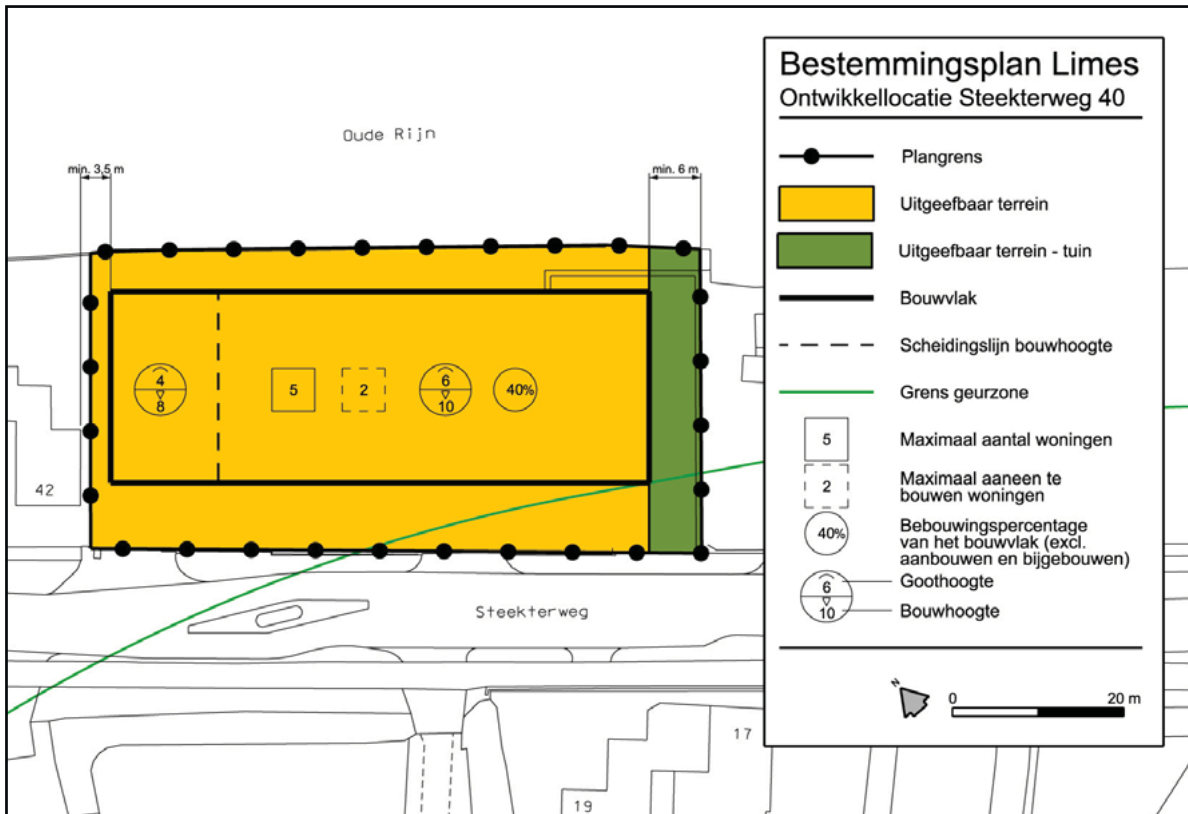 Oude Rijn
min. 3,5 m
min. 6 m
4
8
5
2
6
10
40%
42
Steekterweg
17
19
Bestemmingsplan Limes
Ontwikkellocatie Steekterweg 40
Plangrens
Uitgeefbaar terrein
Uitgeefbaar terrein - tuin
Bouwvlak
Scheidingslijn bouwhoogte
Grens geurzone
5 Maximaal aantal woningen
2 Maximaal aaneen te
bouwen woningen
40% Bebouwingspercentage
van het bouwvlak (excl.
aanbouwen en bijgebouwen)
6 Goothoogte
10 Bouwhoogte
N
0 20 m